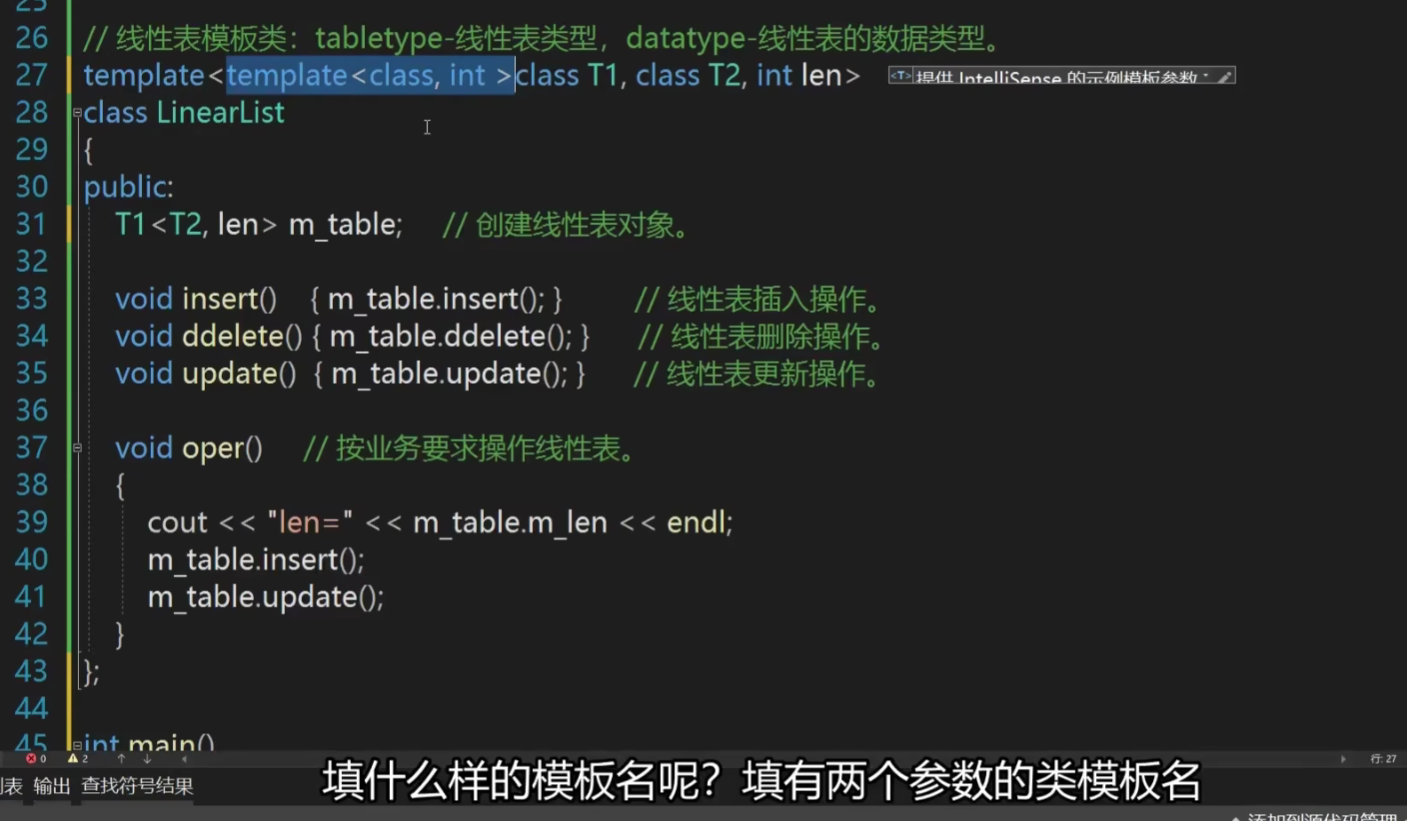 25
26 // 线性表模板类：tabletype-线性表类型，datatype-线性表的数据类型。
27 template<template<class, int >class T1, class T2, int len> <T> 提供 IntelliSense 的示例模板参数
28 class LinearList
29 {
30 public:
31 T1<T2, len> m_table; // 创建线性表对象。
32
33 void insert() { m_table.insert(); } // 线性表插入操作。
34 void ddelete() { m_table.ddelete(); } // 线性表删除操作。
35 void update() { m_table.update(); } // 线性表更新操作。
36
37 void oper() // 按业务要求操作线性表。
38 {
39 cout << "len=" << m_table.m_len << endl;
40 m_table.insert();
41 m_table.update();
42 }
43 };
44
45 int main()
0 2 行: 27
列表 输出 查找符号结果
填什么样的模板名呢？填有两个参数的类模板名
添加到源代码管理